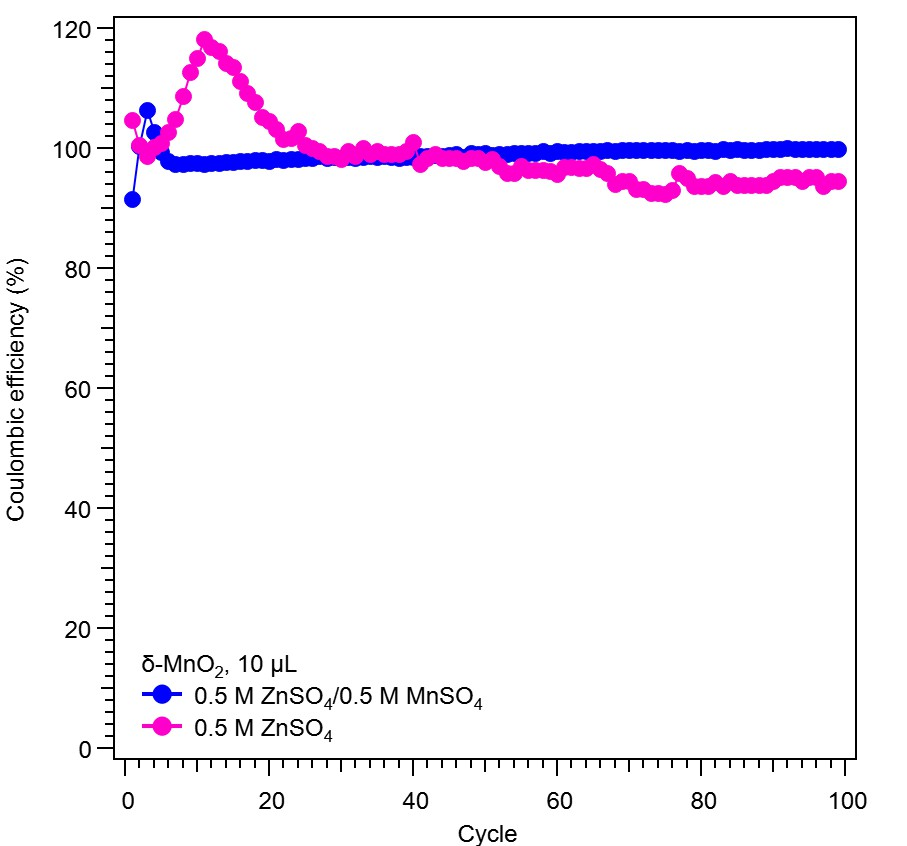 120
100
80
60
40
20
0
Coulombic efficiency (%)
δ-MnO₂, 10 µL
0.5 M ZnSO₄/0.5 M MnSO₄
0.5 M ZnSO₄
0 20 40 60 80 100
Cycle